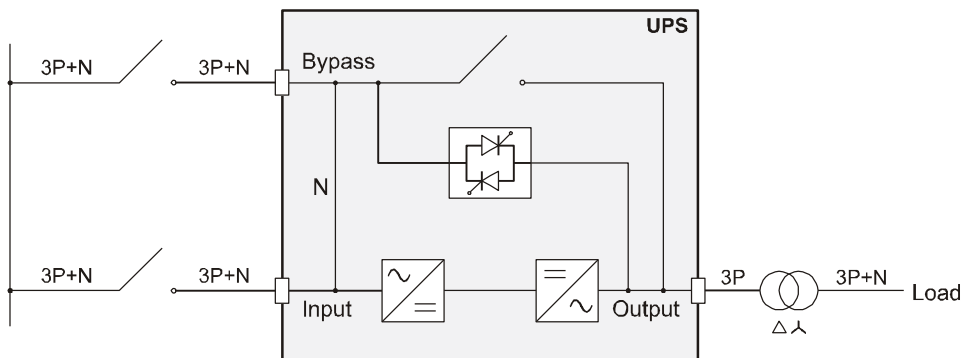 UPS
3P+N
3P+N
Bypass
N
3P+N
3P+N
Input
Output
3P
3P+N
Load